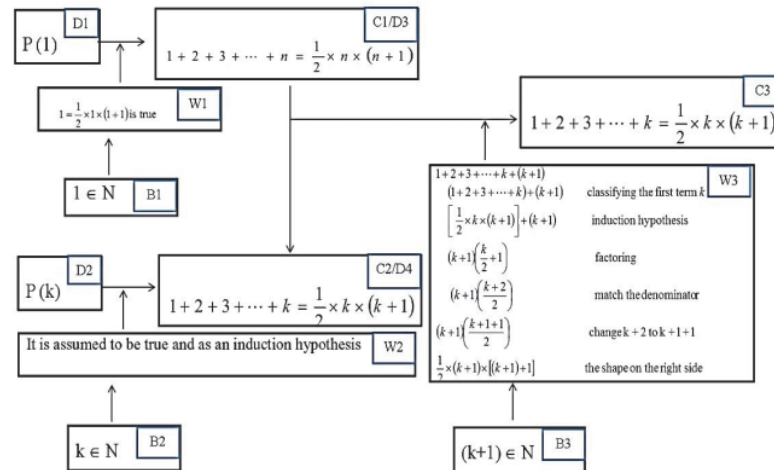 D1
P(1)
C1/D3
1 + 2 + 3 + ⋯ + n = 1/2 × n × (n + 1)
W1
1 = 1/2 × 1 × (1 + 1) is true
1 ∈ N
B1
C3
1 + 2 + 3 + ⋯ + k = 1/2 × k × (k + 1)
W3
1 + 2 + 3 + ⋯ + k + (k + 1)
(1 + 2 + 3 + ⋯ + k) + (k + 1) classifying the first term k
[1/2 × k × (k + 1)] + (k + 1) induction hypothesis
(k + 1)(k/2 + 1) factoring
(k + 1)((k + 2)/2) match the denominator
(k + 1)((k + 1 + 1)/2) change k + 2 to k + 1 + 1
1/2 × (k + 1) × [(k + 1) + 1] the shape on the right side
D2
P(k)
C2/D4
1 + 2 + 3 + ⋯ + k = 1/2 × k × (k + 1)
It is assumed to be true and as an induction hypothesis
W2
k ∈ N
B2
(k+1) ∈ N
B3